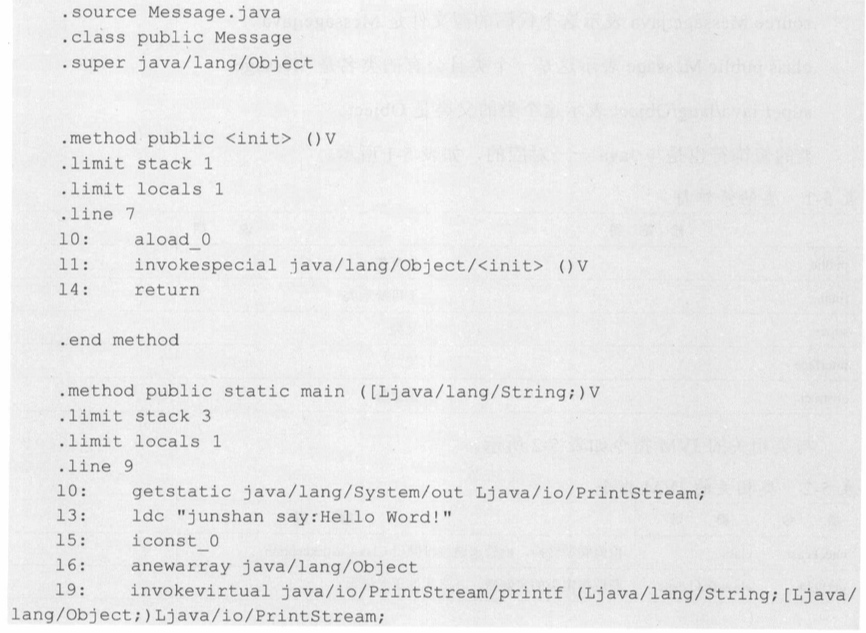 .source Message.java
.class public Message
.super java/lang/Object
.method public <init> ()V
.limit stack 1
.limit locals 1
.line 7
l0: aload_0
l1: invokespecial java/lang/Object/<init> ()V
l4: return
.end method
.method public static main ([Ljava/lang/String;)V
.limit stack 3
.limit locals 1
.line 9
l0: getstatic java/lang/System/out Ljava/io/PrintStream;
l3: ldc "junshan say:Hello Word!"
l5: iconst_0
l6: anewarray java/lang/Object
l9: invokevirtual java/io/PrintStream/printf (Ljava/lang/String;[Ljava/
lang/Object;)Ljava/io/PrintStream;